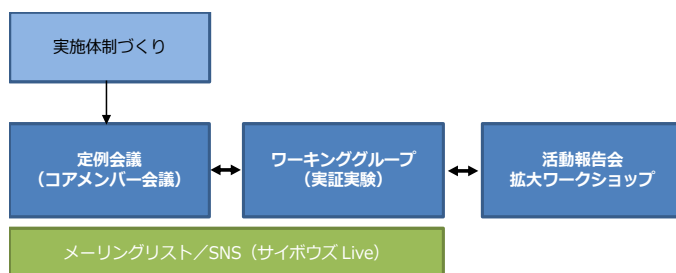 実施体制づくり
定例会議
（コアメンバー会議）
ワーキンググループ
（実証実験）
活動報告会
拡大ワークショップ
メーリングリスト／SNS（サイボウズ Live）